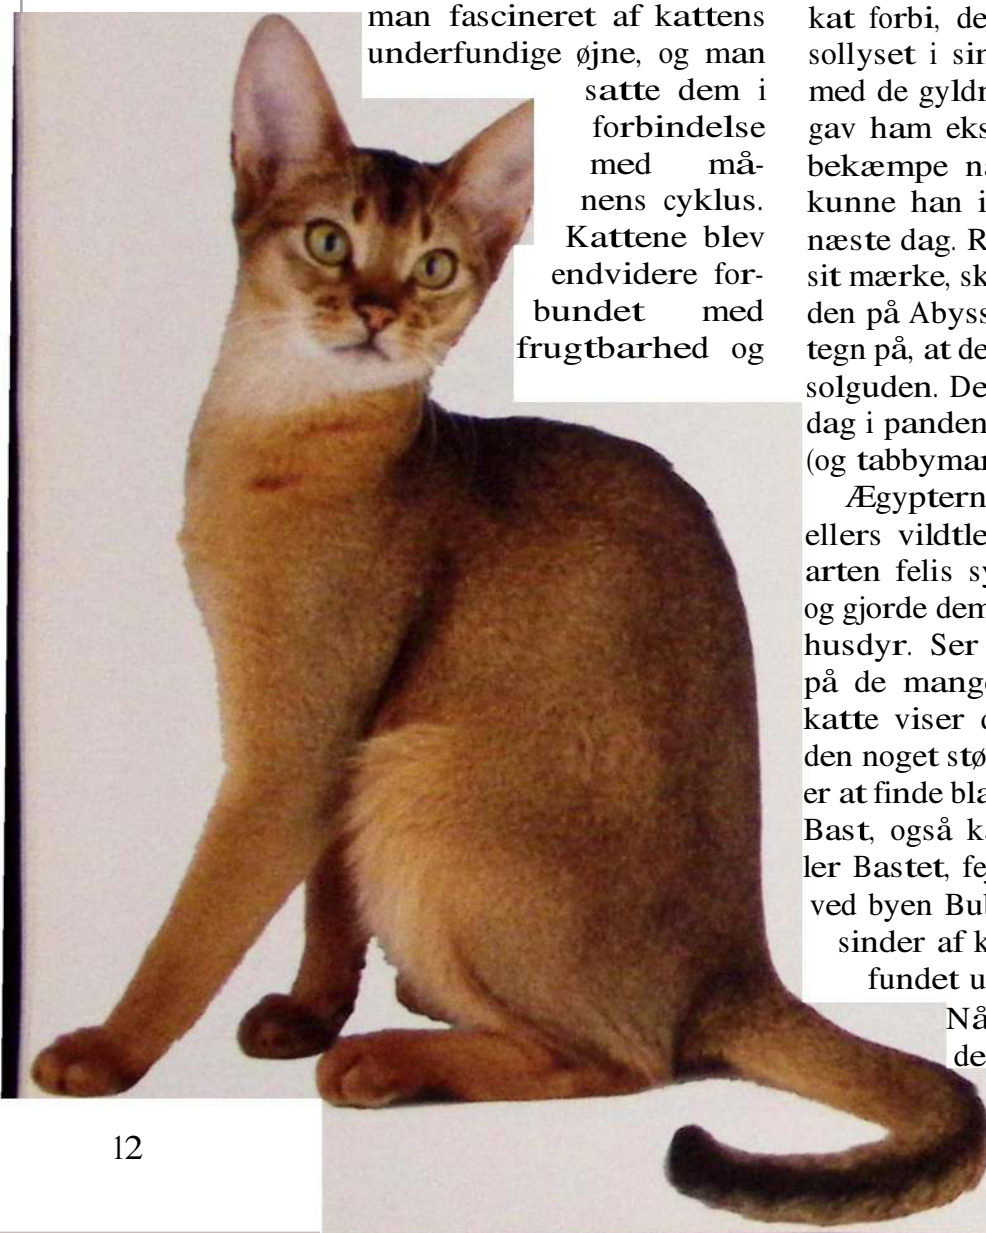 man fascineret af kattens
underfundige øjne, og man
satte dem i
forbindelse
med må-
nens cyklus.
Kattene blev
endvidere for-
bundet med
frugtbarhed og
kat forbi, de
sollyset i sin
med de gyldn
gav ham eks
bekæmpe na
kunne han i
næste dag. R
sit mærke, sk
den på Abyss
tegn på, at de
solguden. De
dag i panden
(og tabbymar
Ægyptern
ellers vildtle
arten felis sy
og gjorde dem
husdyr. Ser
på de mange
katte viser d
den noget stø
er at finde bla
Bast, også ka
ler Bastet, fej
ved byen Bub
sinder af k
fundet u
Nå
de
12